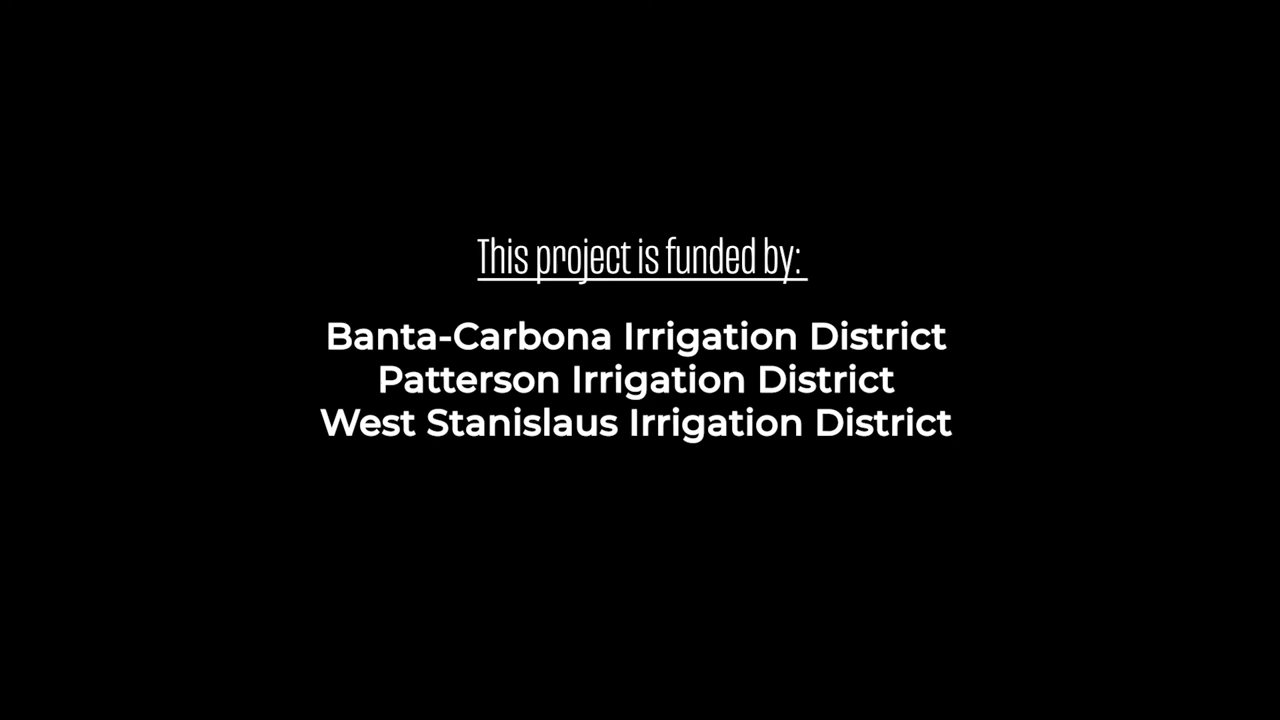 This project is funded by:
Banta-Carbona Irrigation District
Patterson Irrigation District
West Stanislaus Irrigation District